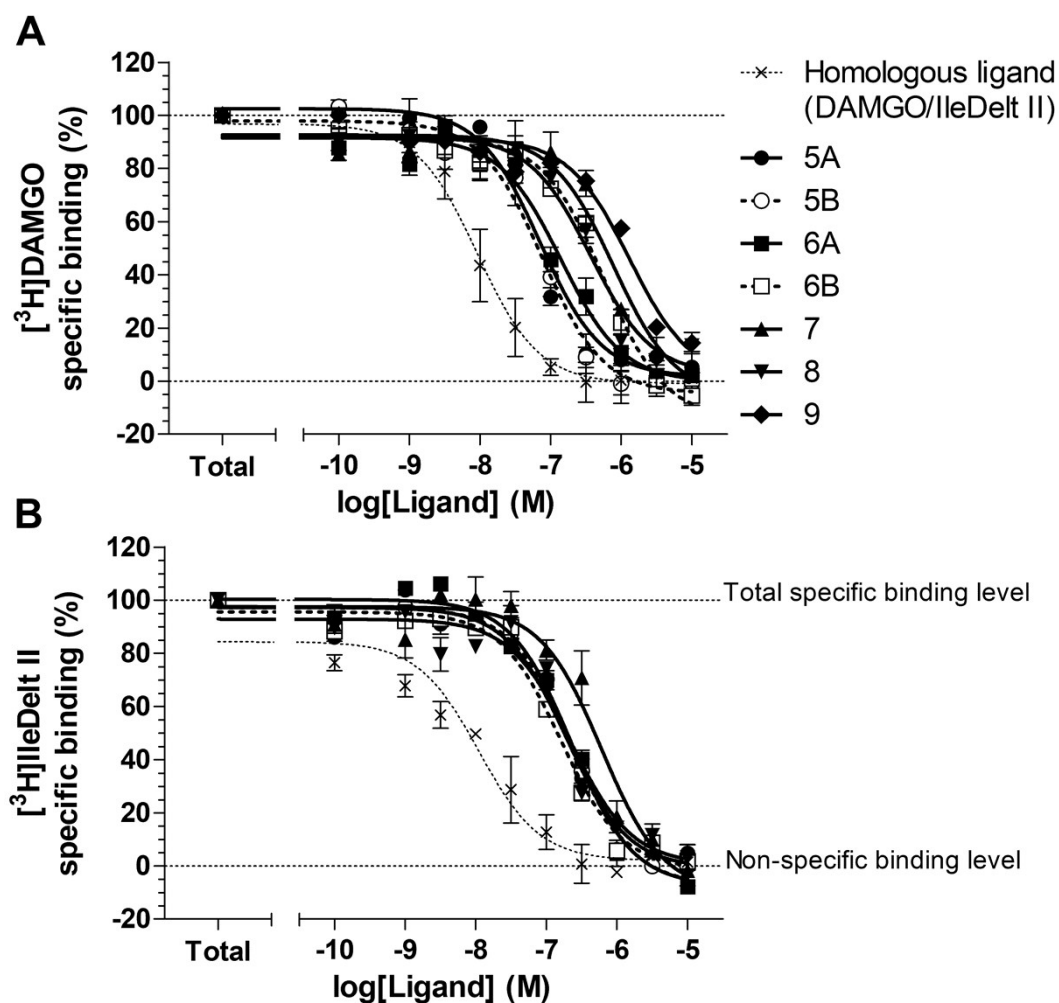 A
120
100
80
60
40
20
0
-20
[³H]DAMGO
specific binding (%)
Total
-10
-9
-8
-7
-6
-5
log[Ligand] (M)
Homologous ligand
(DAMGO/IleDelt II)
5A
5B
6A
6B
7
8
9
B
120
100
80
60
40
20
0
-20
[³H]IleDelt II
specific binding (%)
Total
-10
-9
-8
-7
-6
-5
log[Ligand] (M)
Total specific binding level
Non-specific binding level